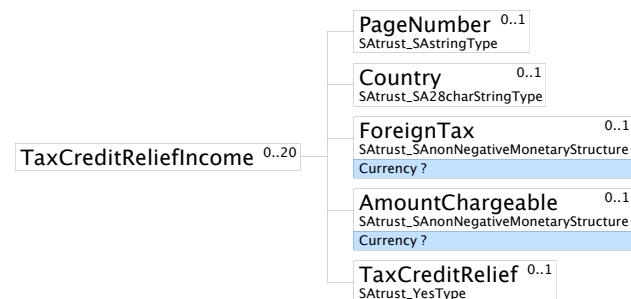 PageNumber 0..1
SAtrust_SAstringType
Country 0..1
SAtrust_SA28charStringType
ForeignTax 0..1
SAtrust_SAnonNegativeMonetaryStructure
Currency ?
TaxCreditReliefIncome 0..20
AmountChargeable 0..1
SAtrust_SAnonNegativeMonetaryStructure
Currency ?
TaxCreditRelief 0..1
SAtrust_YesType